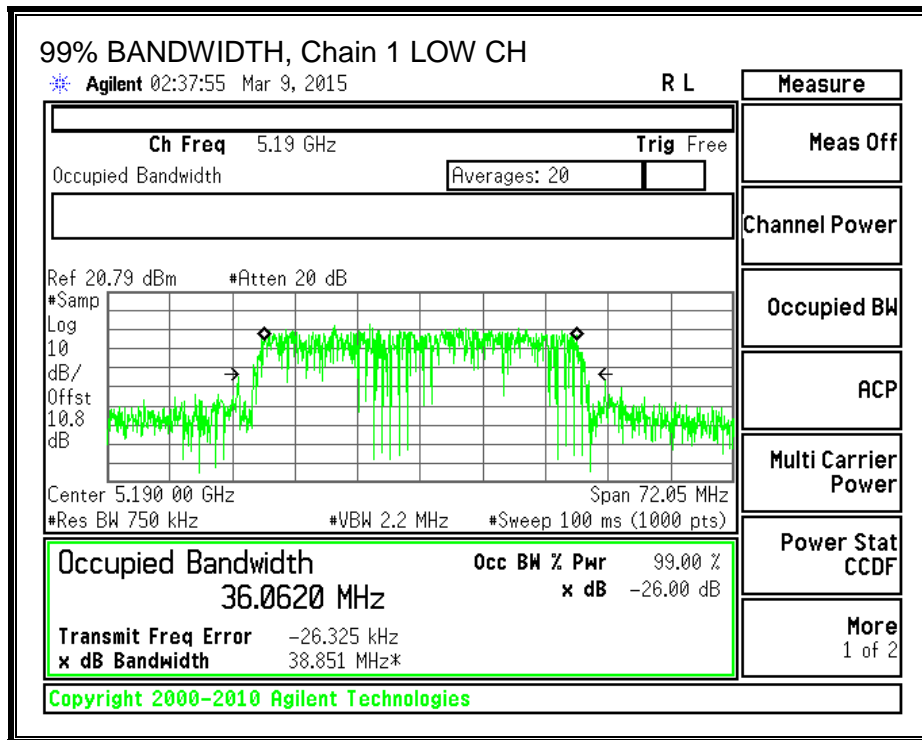 99% BANDWIDTH, Chain 1 LOW CH
Agilent 02:37:55 Mar 9, 2015 R L
Measure
Ch Freq 5.19 GHz Trig Free
Meas Off
Occupied Bandwidth Averages: 20
Channel Power
Ref 20.79 dBm #Atten 20 dB
#Samp
Log
10
dB/
Offst
10.8
dB
Occupied BW
ACP
Center 5.190 00 GHz Span 72.05 MHz
#Res BW 750 kHz #VBW 2.2 MHz #Sweep 100 ms (1000 pts)
Multi Carrier
Power
Occupied Bandwidth Occ BW % Pwr 99.00 %
36.0620 MHz x dB -26.00 dB
Transmit Freq Error -26.325 kHz
x dB Bandwidth 38.851 MHz*
Power Stat
CCDF
More
1 of 2
Copyright 2000-2010 Agilent Technologies